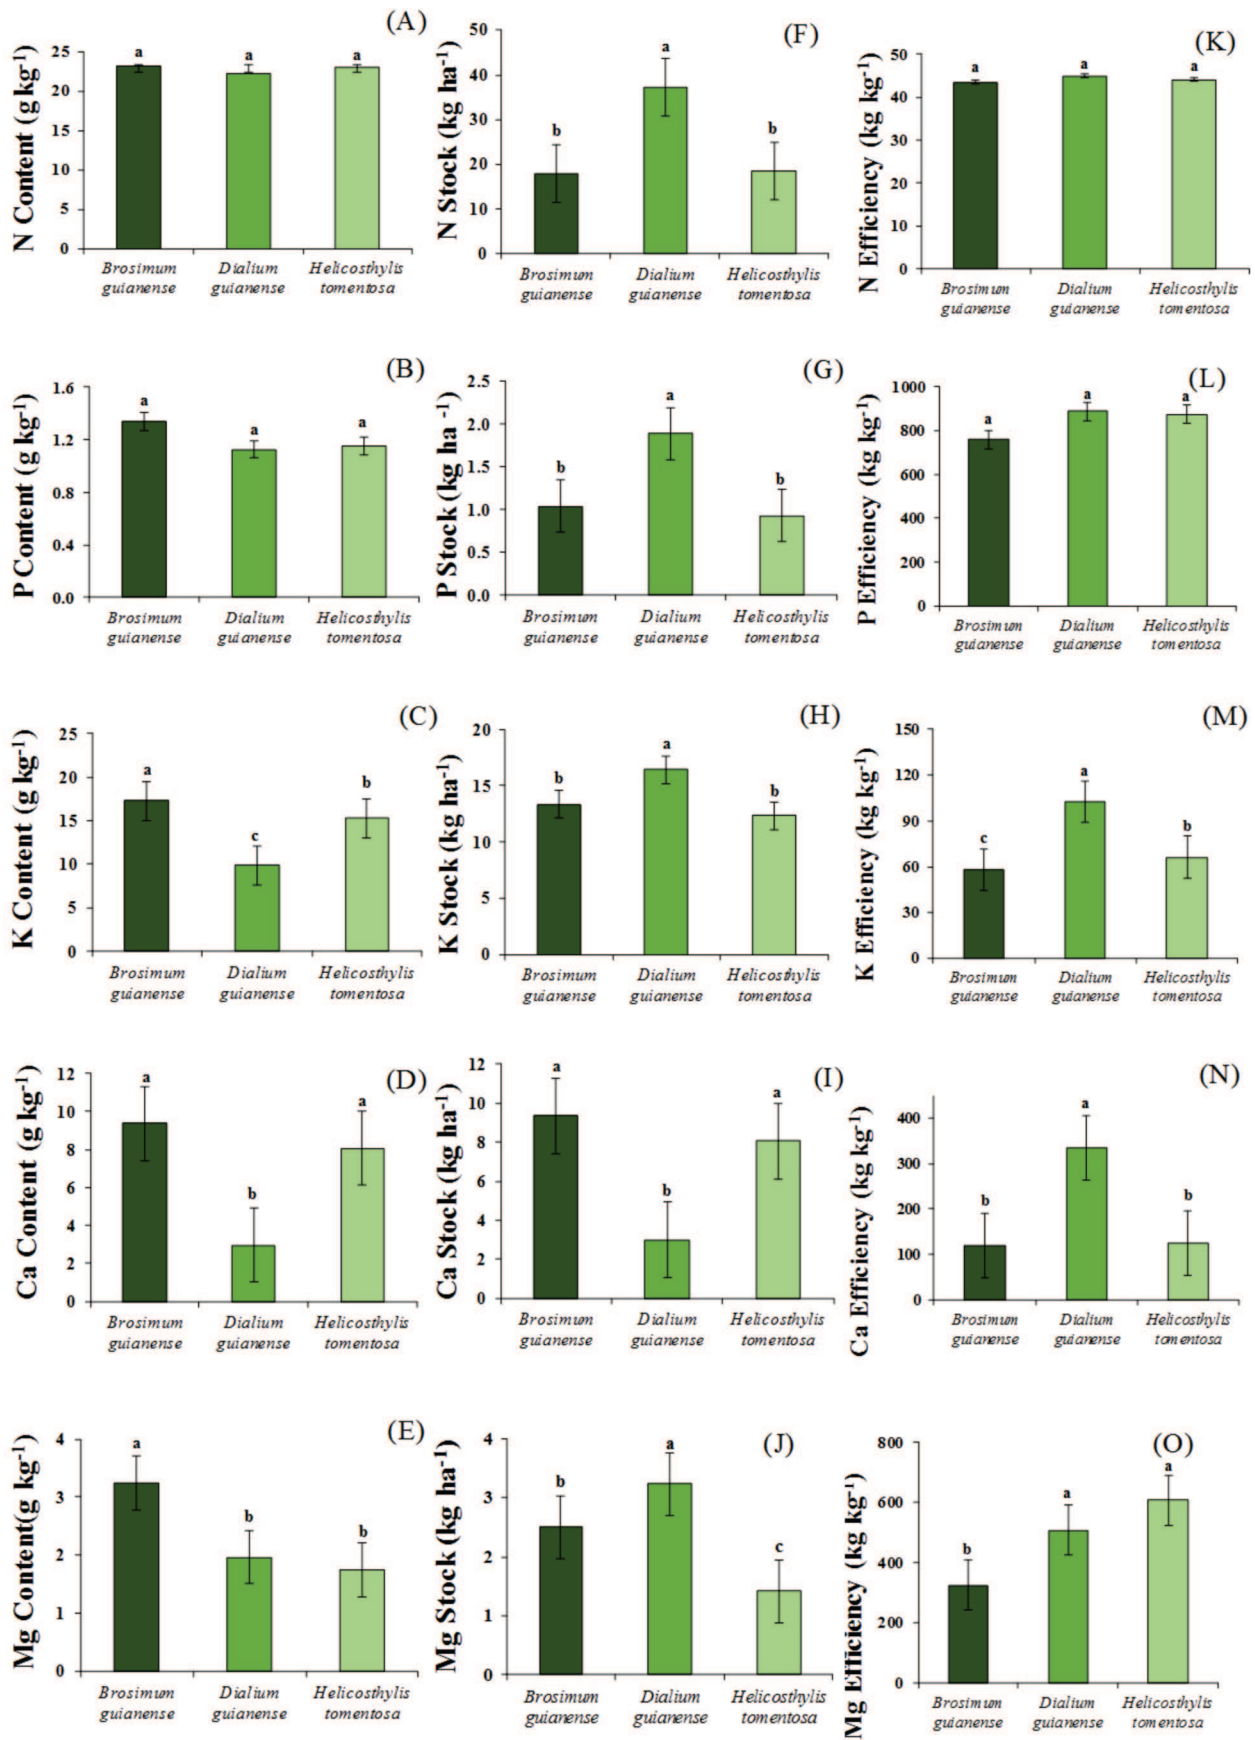 (A)
N Content (g kg-1)
25
20
15
10
5
0
a
a
a
Brosimum
guianense
Dialium
guianense
Helicosthylis
tomentosa
(F)
N Stock (kg ha-1)
50
40
30
20
10
0
b
a
b
Brosimum
guianense
Dialium
guianense
Helicosthylis
tomentosa
(K)
N Efficiency (kg kg-1)
50
40
30
20
10
0
a
a
a
Brosimum
guianense
Dialium
guianense
Helicosthylis
tomentosa
(B)
P Content (g kg-1)
1.6
1.2
0.8
0.4
0.0
a
a
a
Brosimum
guianense
Dialium
guianense
Helicosthylis
tomentosa
(G)
P Stock (kg ha -1)
2.5
2.0
1.5
1.0
0.5
0.0
b
a
b
Brosimum
guianense
Dialium
guianense
Helicosthylis
tomentosa
(L)
P Efficiency (kg kg-1)
1000
800
600
400
200
0
a
a
a
Brosimum
guianense
Dialium
guianense
Helicosthylis
tomentosa
(C)
K Content (g kg-1)
25
20
15
10
5
0
a
c
b
Brosimum
guianense
Dialium
guianense
Helicosthylis
tomentosa
(H)
K Stock (kg ha-1)
20
15
10
5
0
b
a
b
Brosimum
guianense
Dialium
guianense
Helicosthylis
tomentosa
(M)
K Efficiency (kg kg-1)
150
120
90
60
30
0
c
a
b
Brosimum
guianense
Dialium
guianense
Helicosthylis
tomentosa
(D)
Ca Content (g kg-1)
12
10
8
6
4
2
0
a
b
a
Brosimum
guianense
Dialium
guianense
Helicosthylis
tomentosa
(I)
Ca Stock (kg ha-1)
12
10
8
6
4
2
0
a
b
a
Brosimum
guianense
Dialium
guianense
Helicosthylis
tomentosa
(N)
Ca Efficiency (kg kg-1)
400
300
200
100
0
b
a
b
Brosimum
guianense
Dialium
guianense
Helicosthylis
tomentosa
(E)
Mg Content(g kg-1)
4
3
2
1
0
a
b
b
Brosimum
guianense
Dialium
guianense
Helicosthylis
tomentosa
(J)
Mg Stock (kg ha-1)
4
3
2
1
0
b
a
c
Brosimum
guianense
Dialium
guianense
Helicosthylis
tomentosa
(O)
Mg Efficiency (kg kg-1)
800
600
400
200
0
b
a
a
Brosimum
guianense
Dialium
guianense
Helicosthylis
tomentosa